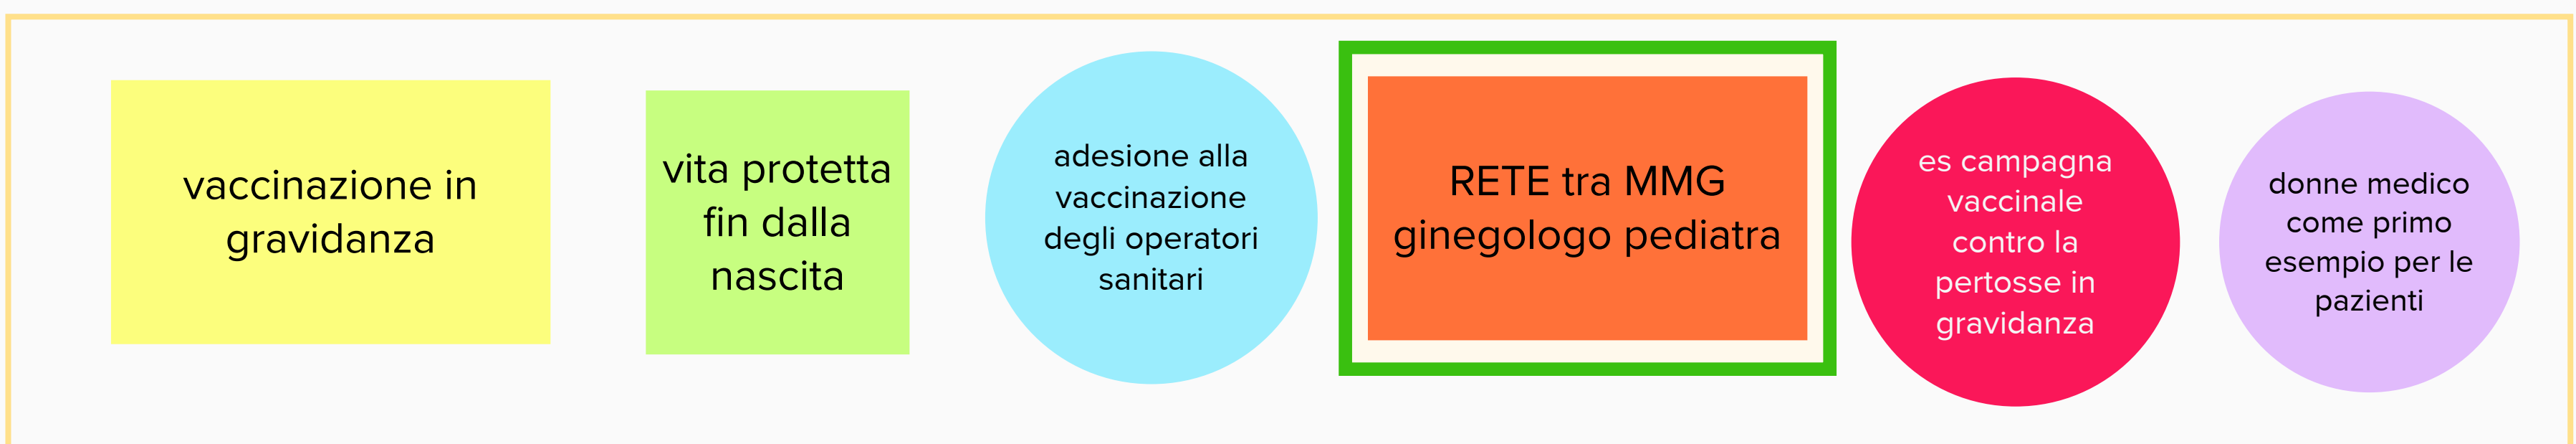 vaccinazione in
gravidanza
vita protetta
fin dalla
nascita
adesione alla
vaccinazione
degli operatori
sanitari
RETE tra MMG
ginegologo pediatra
es campagna
vaccinale
contro la
pertosse in
gravidanza
donne medico
come primo
esempio per le
pazienti